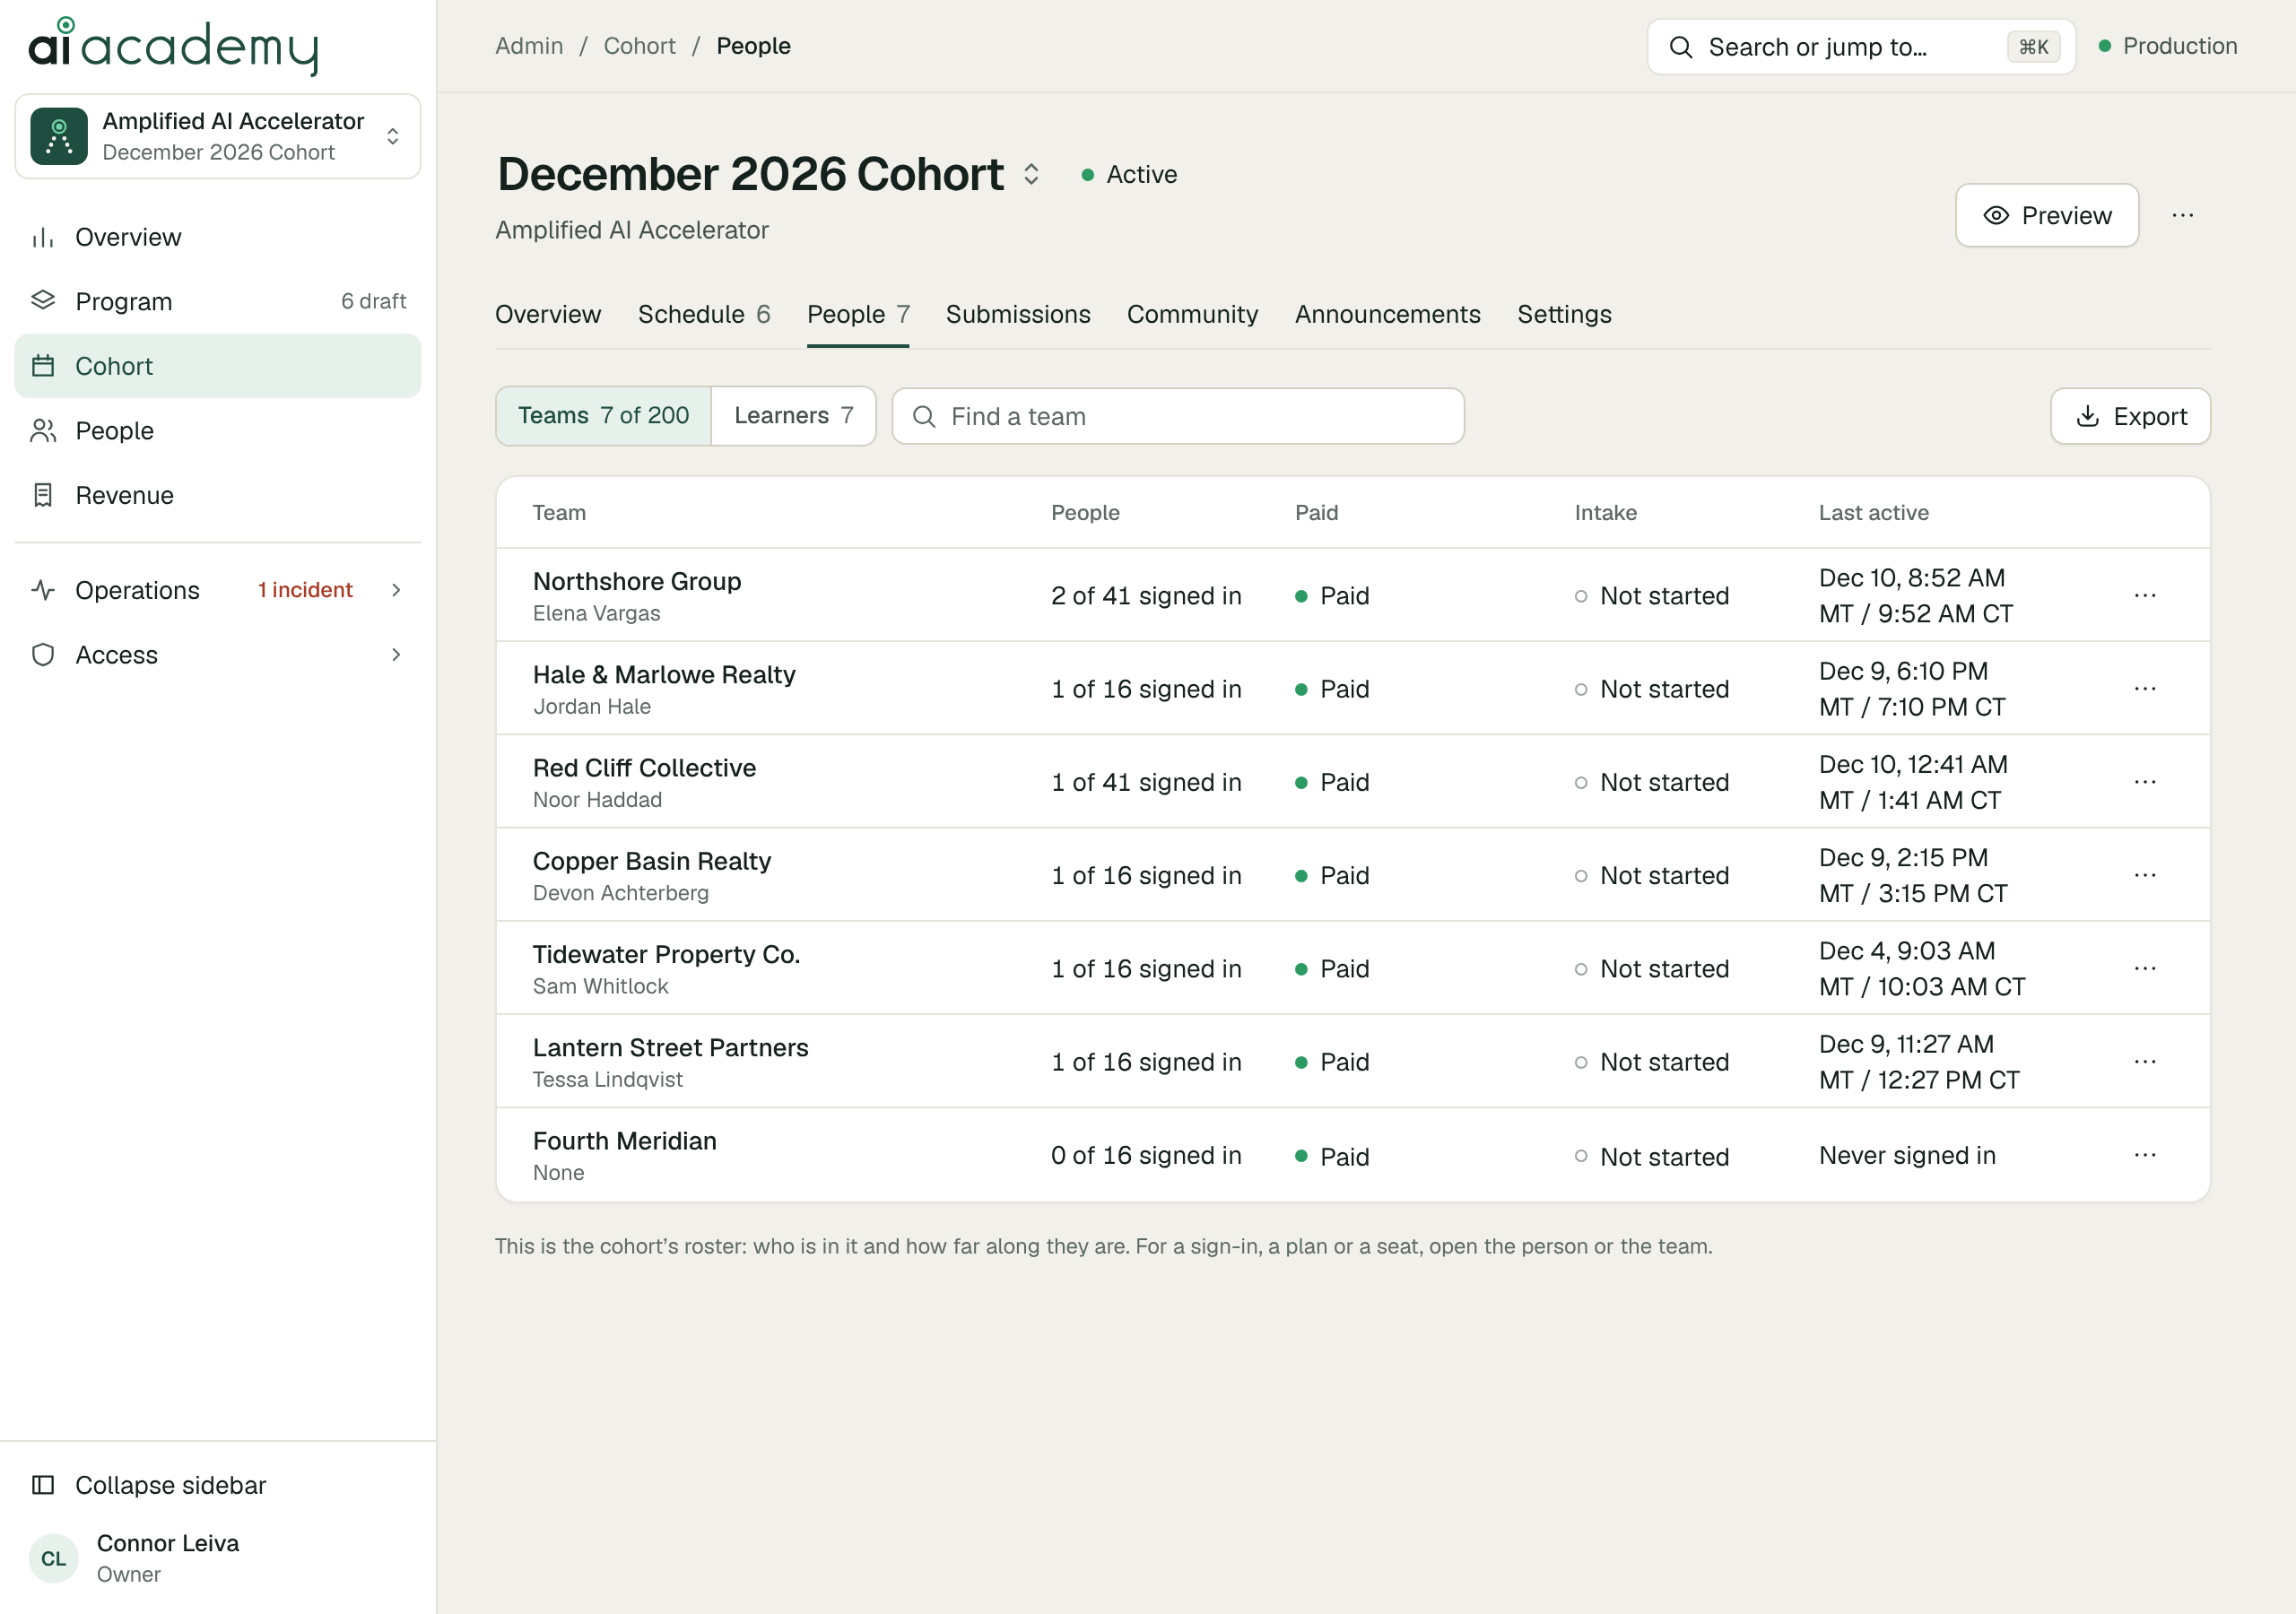 ai academy
Amplified AI Accelerator
December 2026 Cohort
Overview
Program 6 draft
Cohort
People
Revenue
Operations 1 incident
Access
Collapse sidebar
CL
Connor Leiva
Owner
Admin / Cohort / People
Search or jump to… ⌘K
Production
December 2026 Cohort
Active
Amplified AI Accelerator
Preview
Overview Schedule 6 People 7 Submissions Community Announcements Settings
Teams 7 of 200 Learners 7
Find a team
Export
Team People Paid Intake Last active
Northshore Group
Elena Vargas
2 of 41 signed in
Paid
Not started
Dec 10, 8:52 AM
MT / 9:52 AM CT
Hale & Marlowe Realty
Jordan Hale
1 of 16 signed in
Paid
Not started
Dec 9, 6:10 PM
MT / 7:10 PM CT
Red Cliff Collective
Noor Haddad
1 of 41 signed in
Paid
Not started
Dec 10, 12:41 AM
MT / 1:41 AM CT
Copper Basin Realty
Devon Achterberg
1 of 16 signed in
Paid
Not started
Dec 9, 2:15 PM
MT / 3:15 PM CT
Tidewater Property Co.
Sam Whitlock
1 of 16 signed in
Paid
Not started
Dec 4, 9:03 AM
MT / 10:03 AM CT
Lantern Street Partners
Tessa Lindqvist
1 of 16 signed in
Paid
Not started
Dec 9, 11:27 AM
MT / 12:27 PM CT
Fourth Meridian
None
0 of 16 signed in
Paid
Not started
Never signed in
This is the cohort’s roster: who is in it and how far along they are. For a sign-in, a plan or a seat, open the person or the team.